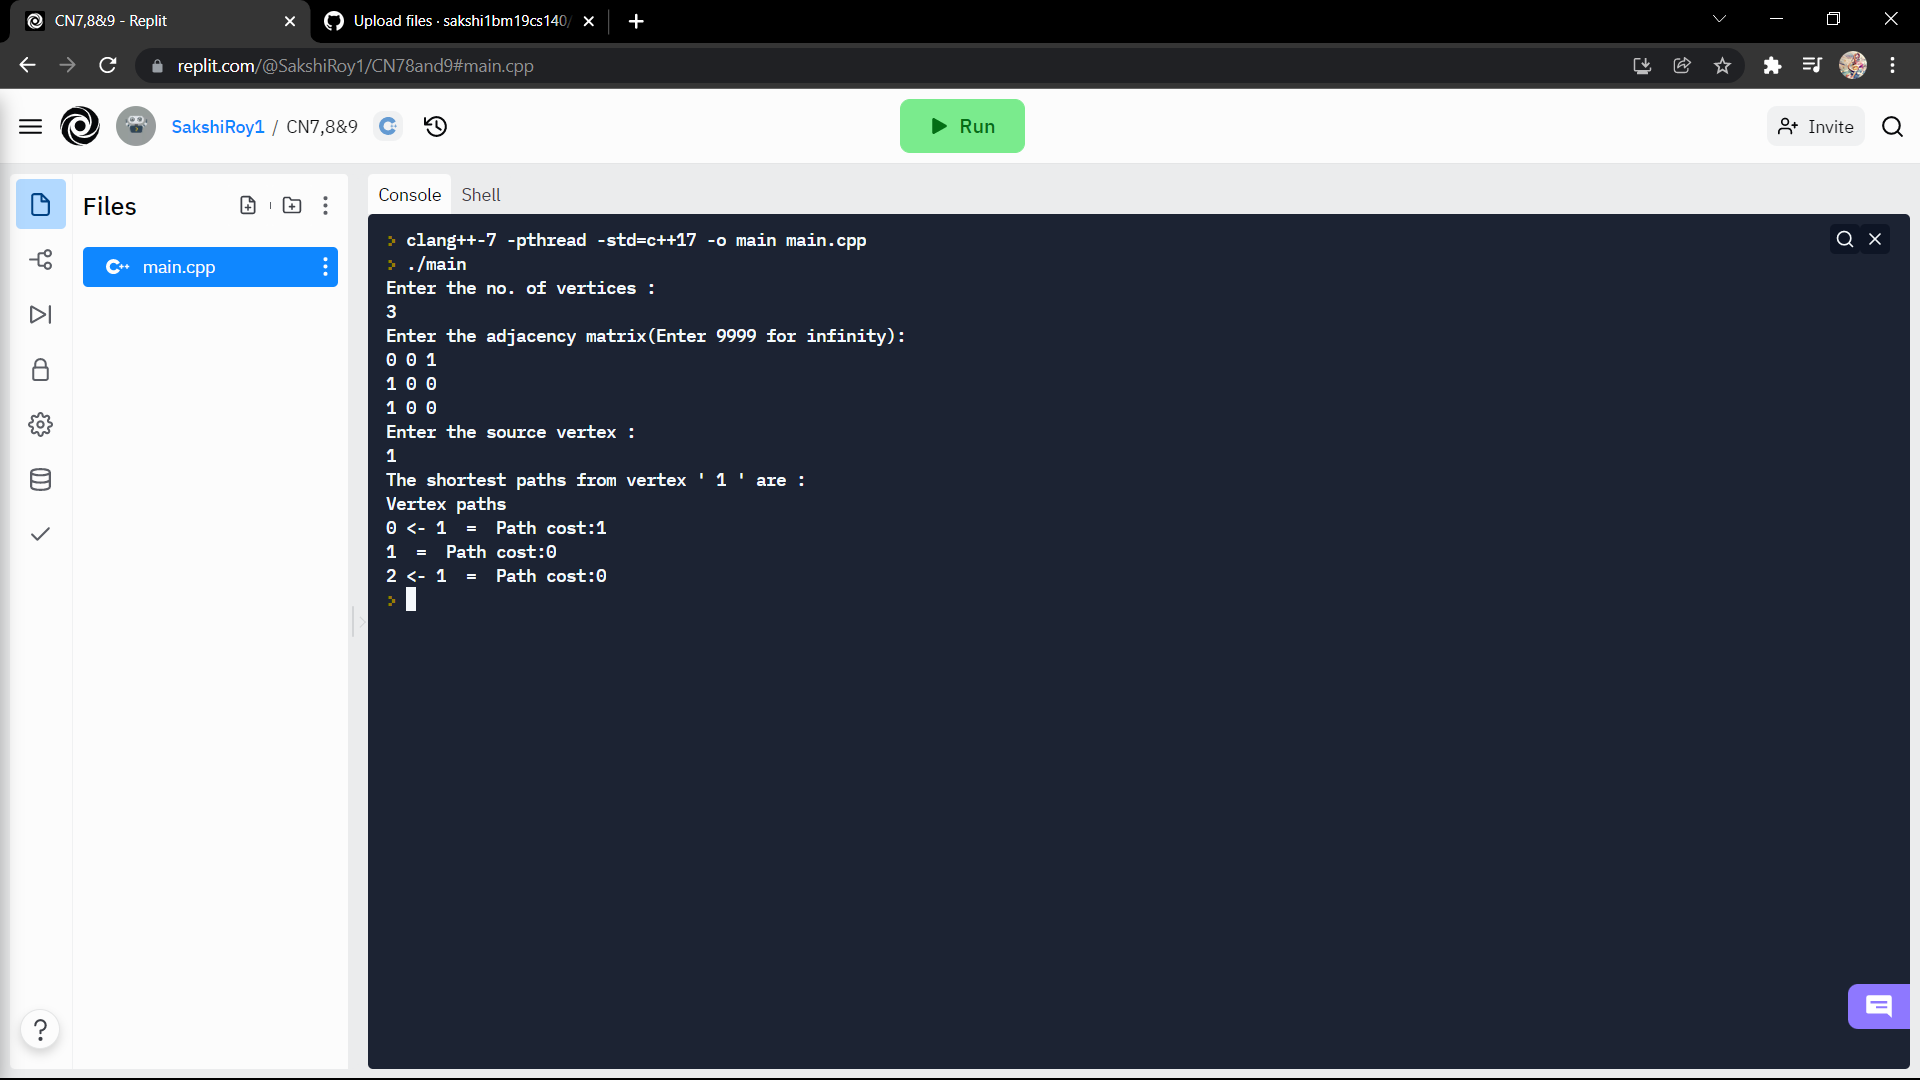 CN7,8&9 - Replit
Upload files · sakshi1bm19cs140/
replit.com/@SakshiRoy1/CN78and9#main.cpp
SakshiRoy1 / CN7,8&9
Run
Invite
Files
main.cpp
Console Shell
> clang++-7 -pthread -std=c++17 -o main main.cpp
> ./main
Enter the no. of vertices :
3
Enter the adjacency matrix(Enter 9999 for infinity):
0 0 1
1 0 0
1 0 0
Enter the source vertex :
1
The shortest paths from vertex ' 1 ' are :
Vertex paths
0 <- 1  =  Path cost:1
1  =  Path cost:0
2 <- 1  =  Path cost:0
>
?